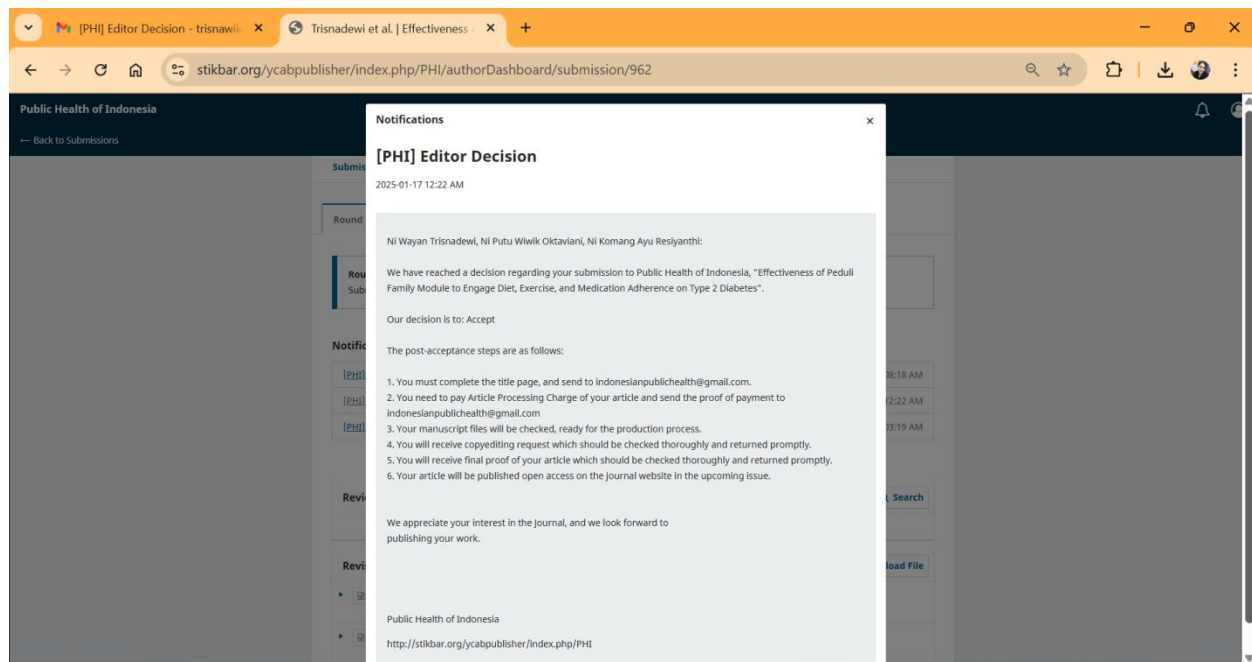 [PHI] Editor Decision - trisnawi
Trisnadewi et al. | Effectiveness
stikbar.org/ycabpublisher/index.php/PHI/authorDashboard/submission/962
Public Health of Indonesia
← Back to Submissions
Notifications
[PHI] Editor Decision
2025-01-17 12:22 AM
Submis
Round
Rou
Sub
Notific
[PHI]
08:18 AM
[PHI]
12:22 AM
[PHI]
03:19 AM
Revi
Search
Revi
load File
Ni Wayan Trisnadewi, Ni Putu Wiwik Oktaviani, Ni Komang Ayu Resiyanthi:
We have reached a decision regarding your submission to Public Health of Indonesia, "Effectiveness of Peduli
Family Module to Engage Diet, Exercise, and Medication Adherence on Type 2 Diabetes".
Our decision is to: Accept
The post-acceptance steps are as follows:
1. You must complete the title page, and send to indonesianpublichealth@gmail.com.
2. You need to pay Article Processing Charge of your article and send the proof of payment to
indonesianpublichealth@gmail.com
3. Your manuscript files will be checked, ready for the production process.
4. You will receive copyediting request which should be checked thoroughly and returned promptly.
5. You will receive final proof of your article which should be checked thoroughly and returned promptly.
6. Your article will be published open access on the journal website in the upcoming issue.
We appreciate your interest in the journal, and we look forward to
publishing your work.
Public Health of Indonesia
http://stikbar.org/ycabpublisher/index.php/PHI